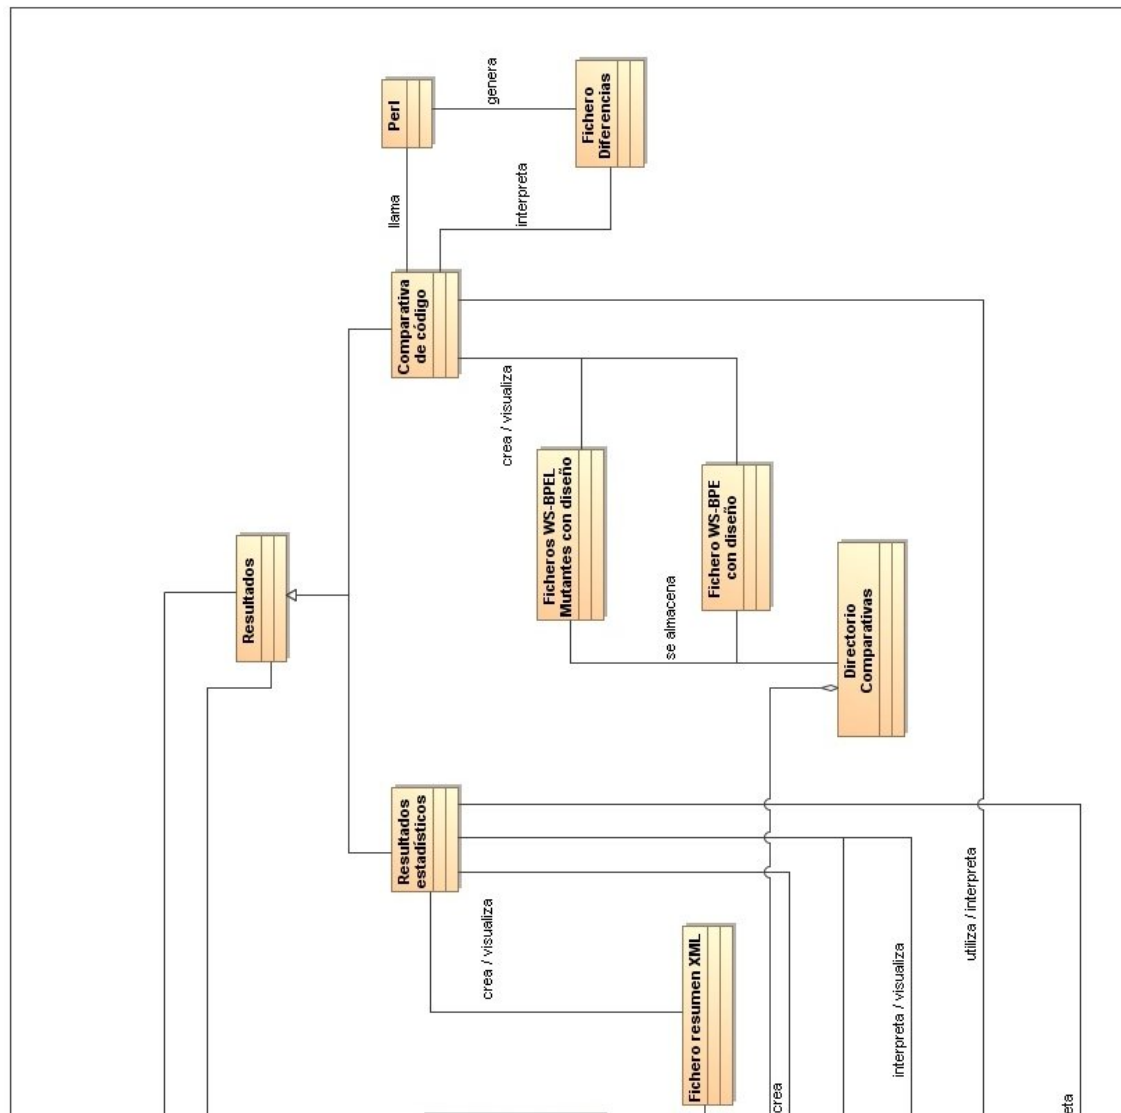 genera
Perl
Fichero
Diferencias
llama
interpreta
Comparativa
de código
crea / visualiza
Ficheros WS-BPEL
Mutantes con diseño
Fichero WS-BPE
con diseño
Resultados
se almacena
Directorio
Comparativas
Resultados
estadísticos
crea / visualiza
utiliza / interpreta
Fichero resumen XML
interpreta / visualiza
crea
eta